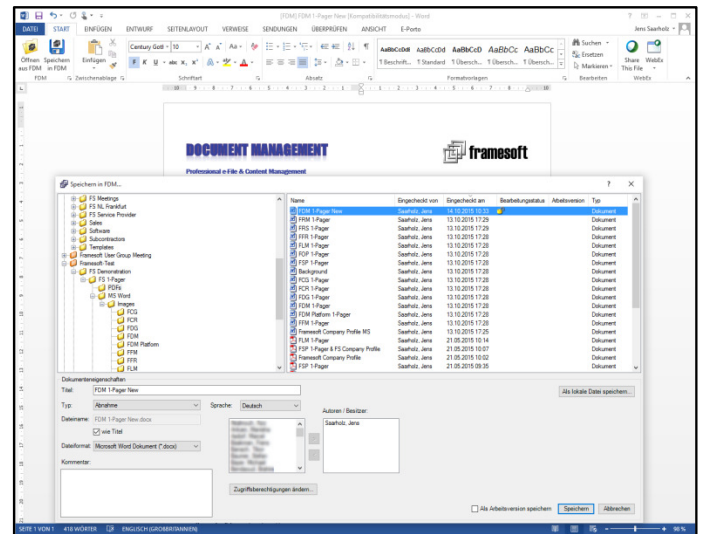 [FDM] FDM 1-Pager New [Kompatibilitätsmodus] - Word
DATEI START EINFÜGEN ENTWURF SEITENLAYOUT VERWEISE SENDUNGEN ÜBERPRÜFEN ANSICHT E-Porto Jens Saarholz
Century Gotl 10
AaBbCcDdI AaBbCcDd AaBbCcD AaBbCc AaBbCc
Suchen
Ersetzen
Markieren
Öffnen aus FDM Speichern in FDM Einfügen
F K U abc
1 Beschrift... 1 Standard 1 Übersch... 1 Übersch... 1 Übersch...
Share This File WebEx
FDM Zwischenablage Schriftart Absatz Formatvorlagen Bearbeiten WebEx
DOCUMENT MANAGEMENT
framesoft
Professional e-File & Content Management
Speichern in FDM...
FS Meetings
FS NL Frankfurt
FS Service Provider
Sales
Software
Subcontractors
Templates
Framesoft User Group Meeting
Framesoft-Test
FS Demonstration
FS 1-Pager
PDFs
MS Word
Images
FCG
FCR
FDG
FDM
FDM Platform
FFM
FFR
FLM
Name Eingecheckt von Eingecheckt am Bearbeitungsstatus Arbeitsversion Typ
FDM 1-Pager New Saarholz, Jens 14.10.2015 10:33 Dokument
FRM 1-Pager Saarholz, Jens 13.10.2015 17:29 Dokument
FRS 1-Pager Saarholz, Jens 13.10.2015 17:29 Dokument
FFR 1-Pager Saarholz, Jens 13.10.2015 17:28 Dokument
FLM 1-Pager Saarholz, Jens 13.10.2015 17:28 Dokument
FOP 1-Pager Saarholz, Jens 13.10.2015 17:28 Dokument
FSP 1-Pager Saarholz, Jens 13.10.2015 17:28 Dokument
Background Saarholz, Jens 13.10.2015 17:28 Dokument
FCG 1-Pager Saarholz, Jens 13.10.2015 17:28 Dokument
FCR 1-Pager Saarholz, Jens 13.10.2015 17:28 Dokument
FDG 1-Pager Saarholz, Jens 13.10.2015 17:28 Dokument
FDM 1-Pager Saarholz, Jens 13.10.2015 17:28 Dokument
FDM Platform 1-Pager Saarholz, Jens 13.10.2015 17:28 Dokument
FFM 1-Pager Saarholz, Jens 13.10.2015 17:28 Dokument
Framesoft Company Profile MS Saarholz, Jens 13.10.2015 17:25 Dokument
FLM 1-Pager Saarholz, Jens 21.05.2015 10:14 Dokument
FSP 1-Pager & FS Company Profile Saarholz, Jens 21.05.2015 10:07 Dokument
Framesoft Company Profile Saarholz, Jens 21.05.2015 10:02 Dokument
FSP 1-Pager Saarholz, Jens 21.05.2015 09:35 Dokument
Dokumenteneigenschaften
Titel: FDM 1-Pager New
Als lokale Datei speichern...
Typ: Abnahme Sprache: Deutsch
Autoren / Besitzer:
Dateiname: FDM 1-Pager New.docx
Saarholz, Jens
wie Titel
Dateiformat: Microsoft Word Dokument (*.docx)
Kommentar:
Zugriffsberechtigungen ändern...
Als Arbeitsversion speichern Speichern Abbrechen
SEITE 1 VON 1 418 WÖRTER ENGLISCH (GROßBRITANNIEN) 98 %